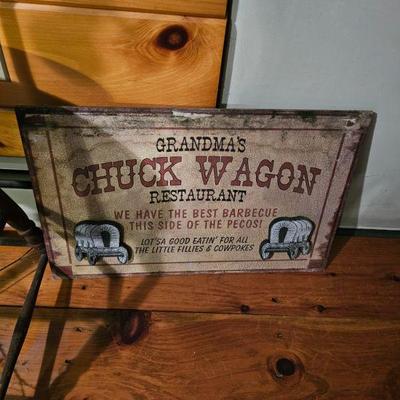 GRANDMA'S
CHUCK WAGON
RESTAURANT
WE HAVE THE BEST BARBECUE
THIS SIDE OF THE PECOS!
LOT'SA GOOD EATIN' FOR ALL
THE LITTLE FILLIES & COWPOKES